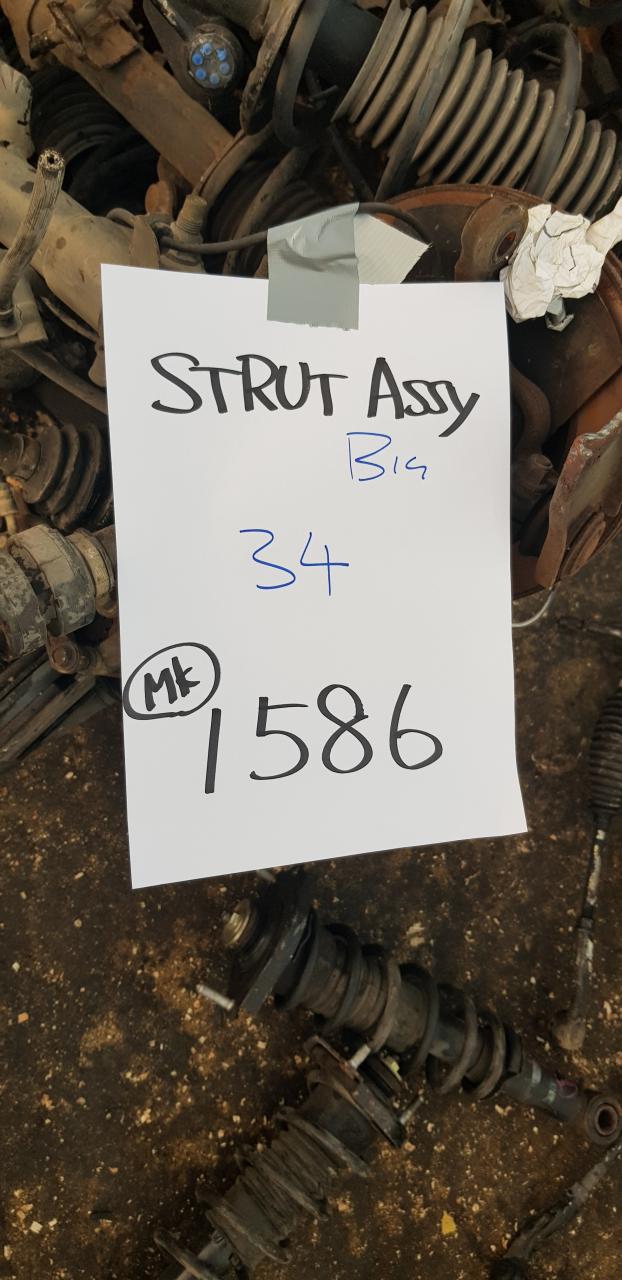 STRUT Assy
Big
34
MK
1586